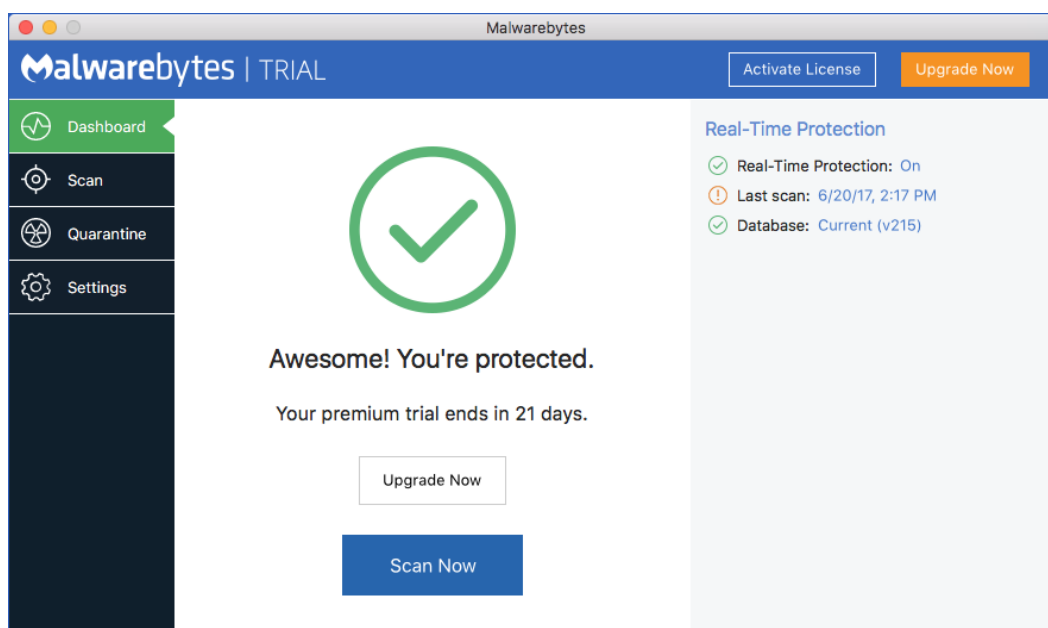 Malwarebytes
Malwarebytes | TRIAL
Activate License
Upgrade Now
Dashboard
Scan
Quarantine
Settings
Awesome! You're protected.
Your premium trial ends in 21 days.
Upgrade Now
Scan Now
Real-Time Protection
Real-Time Protection: On
Last scan: 6/20/17, 2:17 PM
Database: Current (v215)